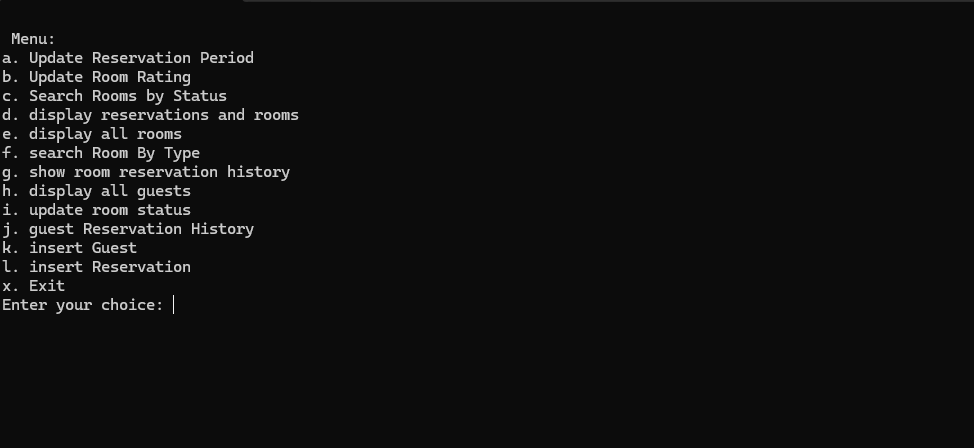 Menu:
a. Update Reservation Period
b. Update Room Rating
c. Search Rooms by Status
d. display reservations and rooms
e. display all rooms
f. search Room By Type
g. show room reservation history
h. display all guests
i. update room status
j. guest Reservation History
k. insert Guest
l. insert Reservation
x. Exit
Enter your choice: